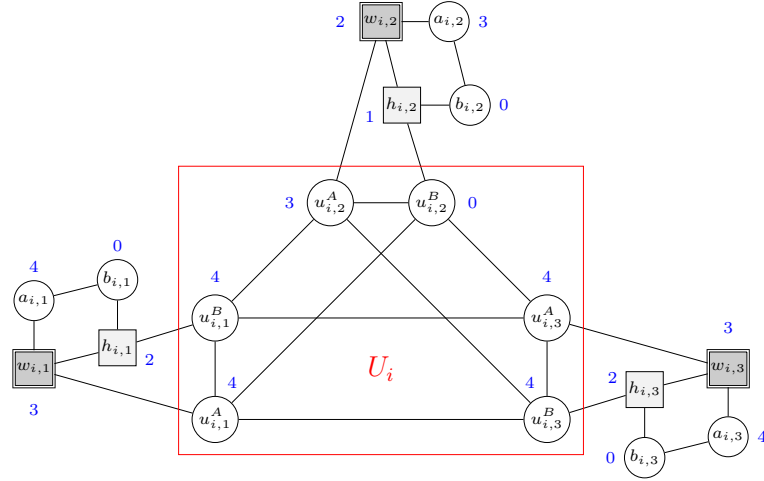 2 w_{i,2} a_{i,2} 3
1 h_{i,2} b_{i,2} 0
3 u^A_{i,2} u^B_{i,2} 0
0
4 b_{i,1}
a_{i,1}
4 4
u^B_{i,1} u^A_{i,3}
h_{i,1} 2
w_{i,1}
3
3
w_{i,3}
2 h_{i,3}
U_i
4 4
u^A_{i,1} u^B_{i,3}
a_{i,3} 4
0 b_{i,3}